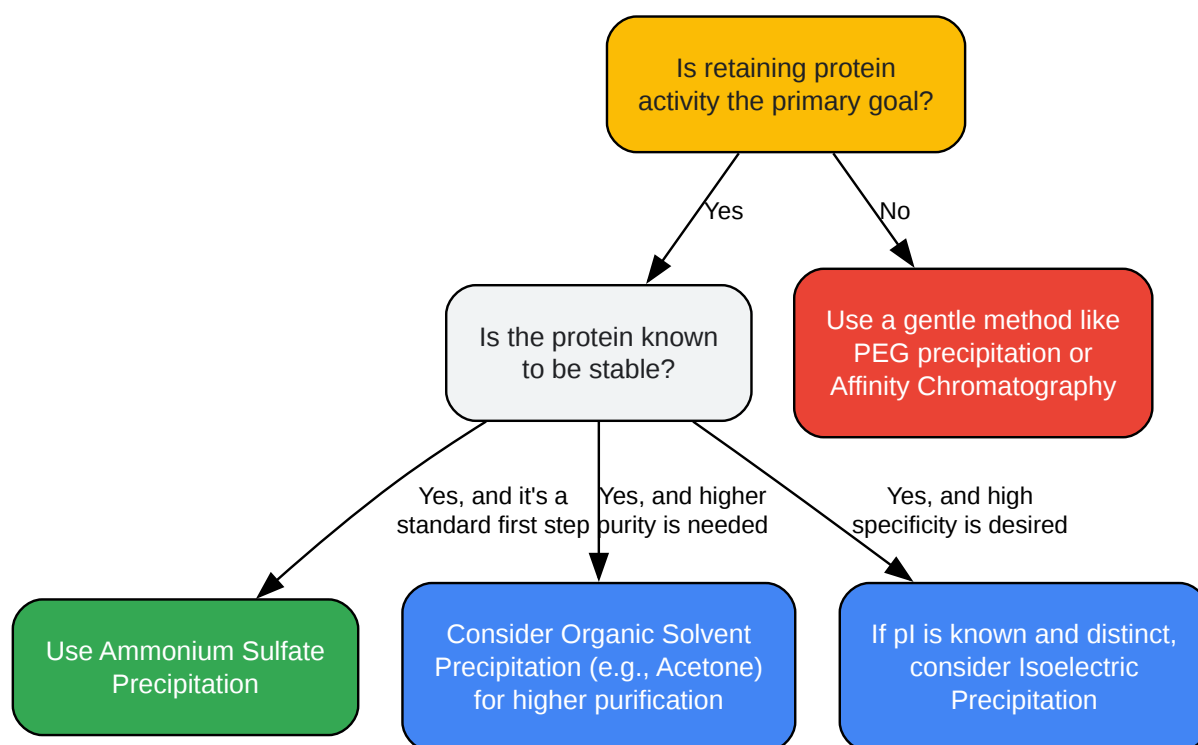 Is retaining protein
activity the primary goal?
Yes
No
Is the protein known
to be stable?
Use a gentle method like
PEG precipitation or
Affinity Chromatography
Yes, and it's a
standard first step
Yes, and higher
purity is needed
Yes, and high
specificity is desired
Use Ammonium Sulfate
Precipitation
Consider Organic Solvent
Precipitation (e.g., Acetone)
for higher purification
If pI is known and distinct,
consider Isoelectric
Precipitation